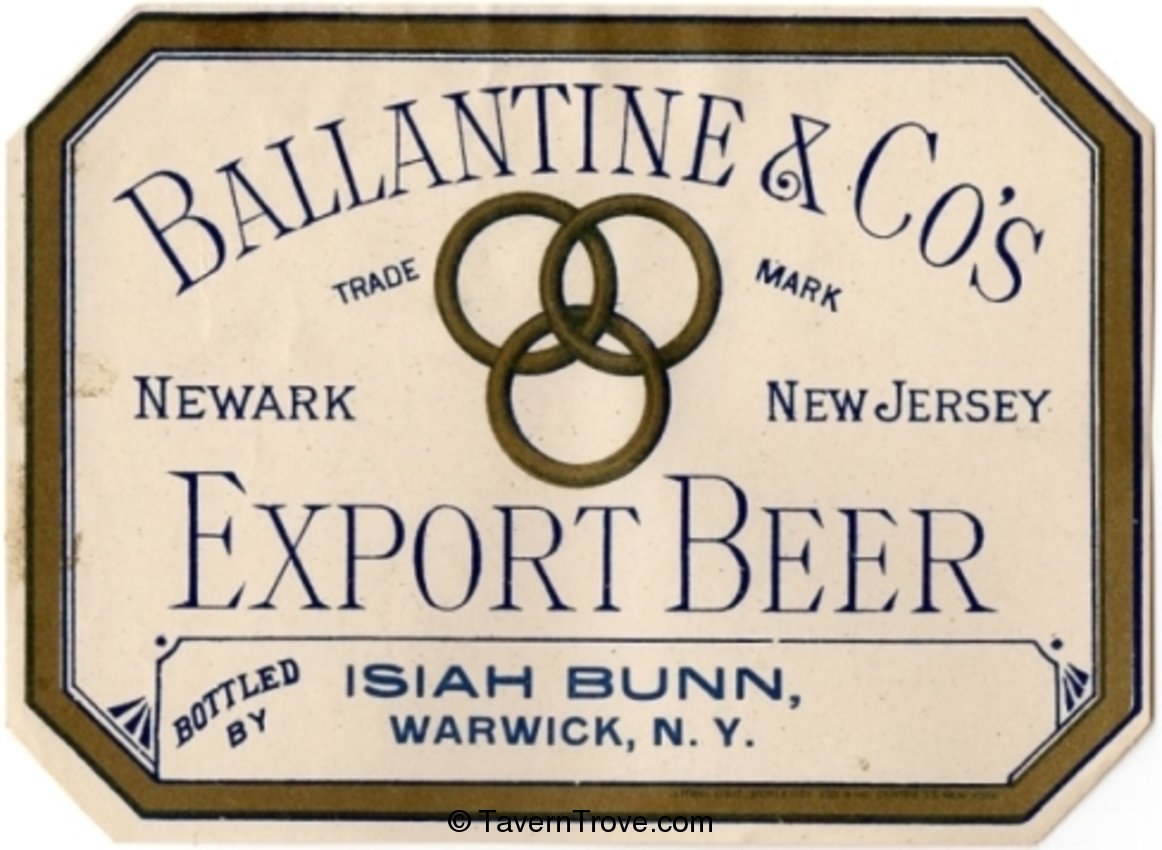 BALLANTINE & CO'S
TRADE MARK
NEWARK NEW JERSEY
EXPORT BEER
BOTTLED BY
ISIAH BUNN,
WARWICK, N. Y.
© TavernTrove.com